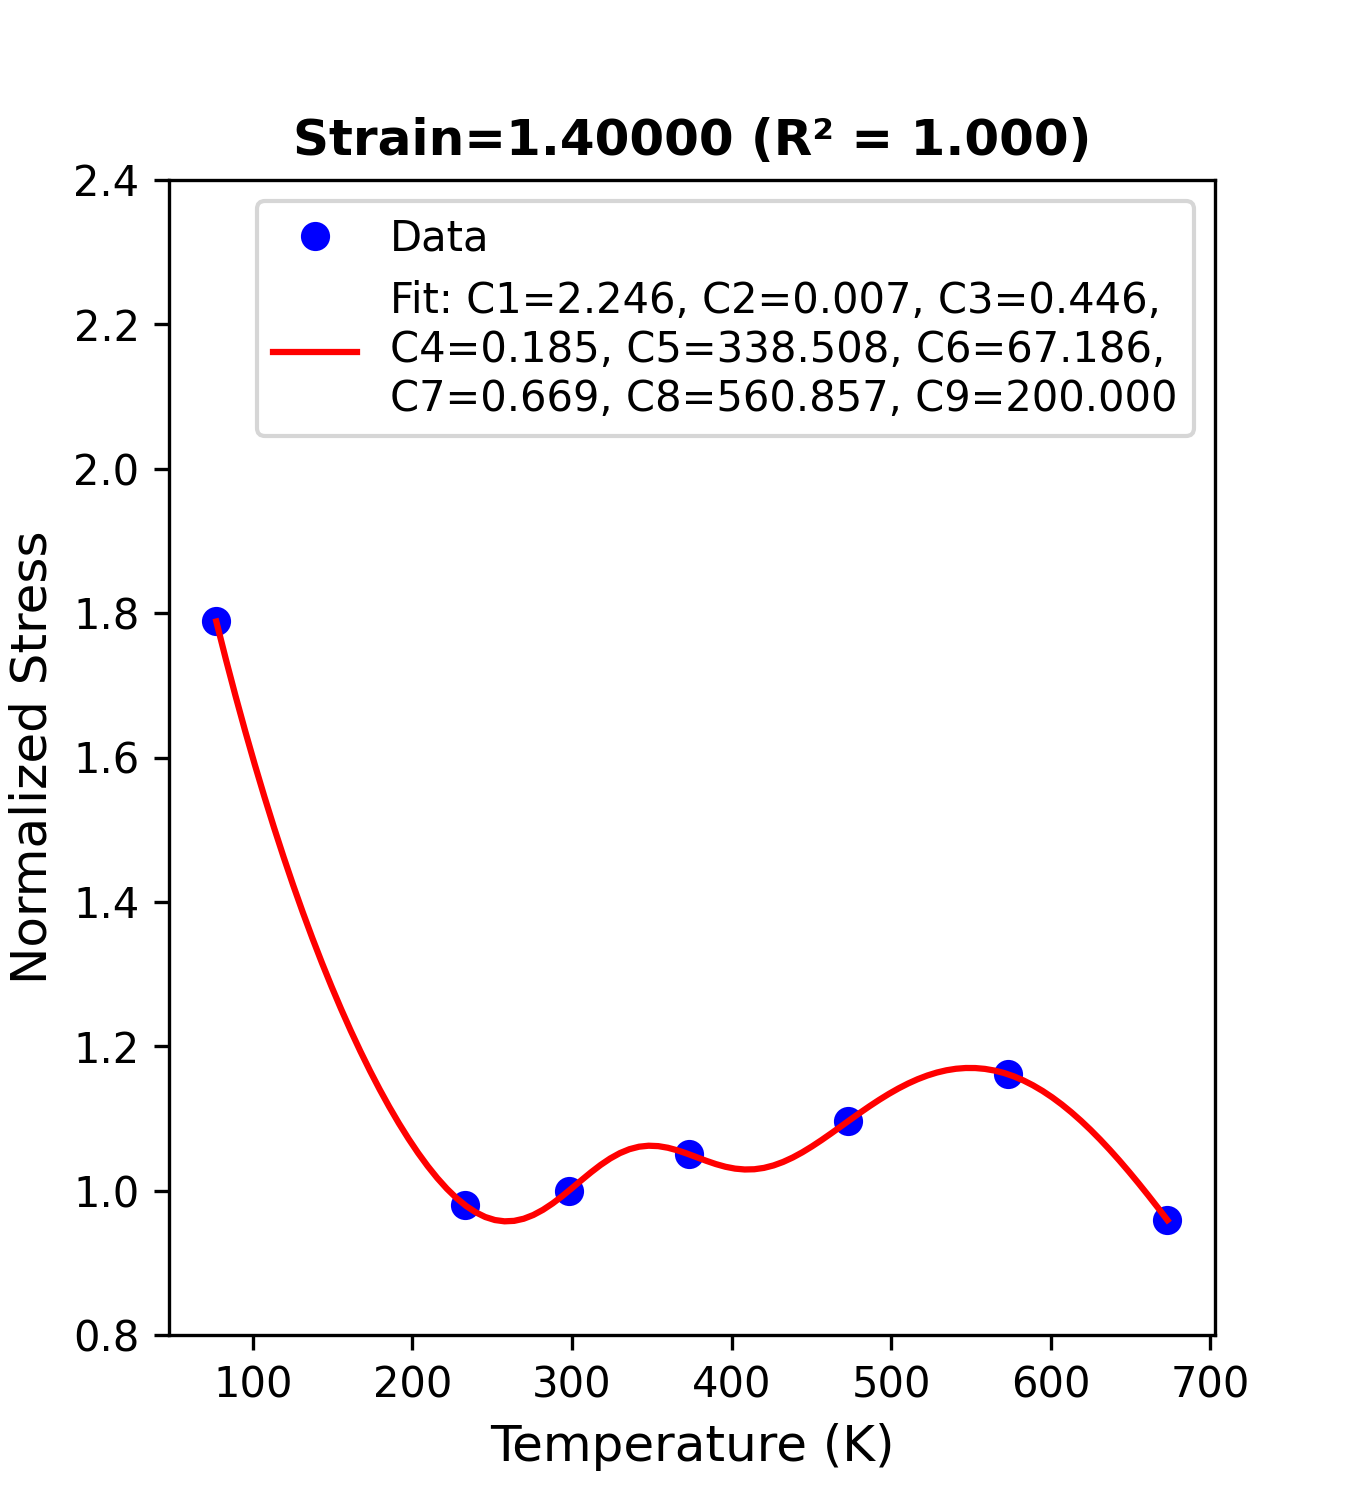 Strain=1.40000 (R² = 1.000)
2.4
2.2
2.0
1.8
1.6
1.4
1.2
1.0
0.8
Normalized Stress
Data
Fit: C1=2.246, C2=0.007, C3=0.446,
C4=0.185, C5=338.508, C6=67.186,
C7=0.669, C8=560.857, C9=200.000
100 200 300 400 500 600 700
Temperature (K)